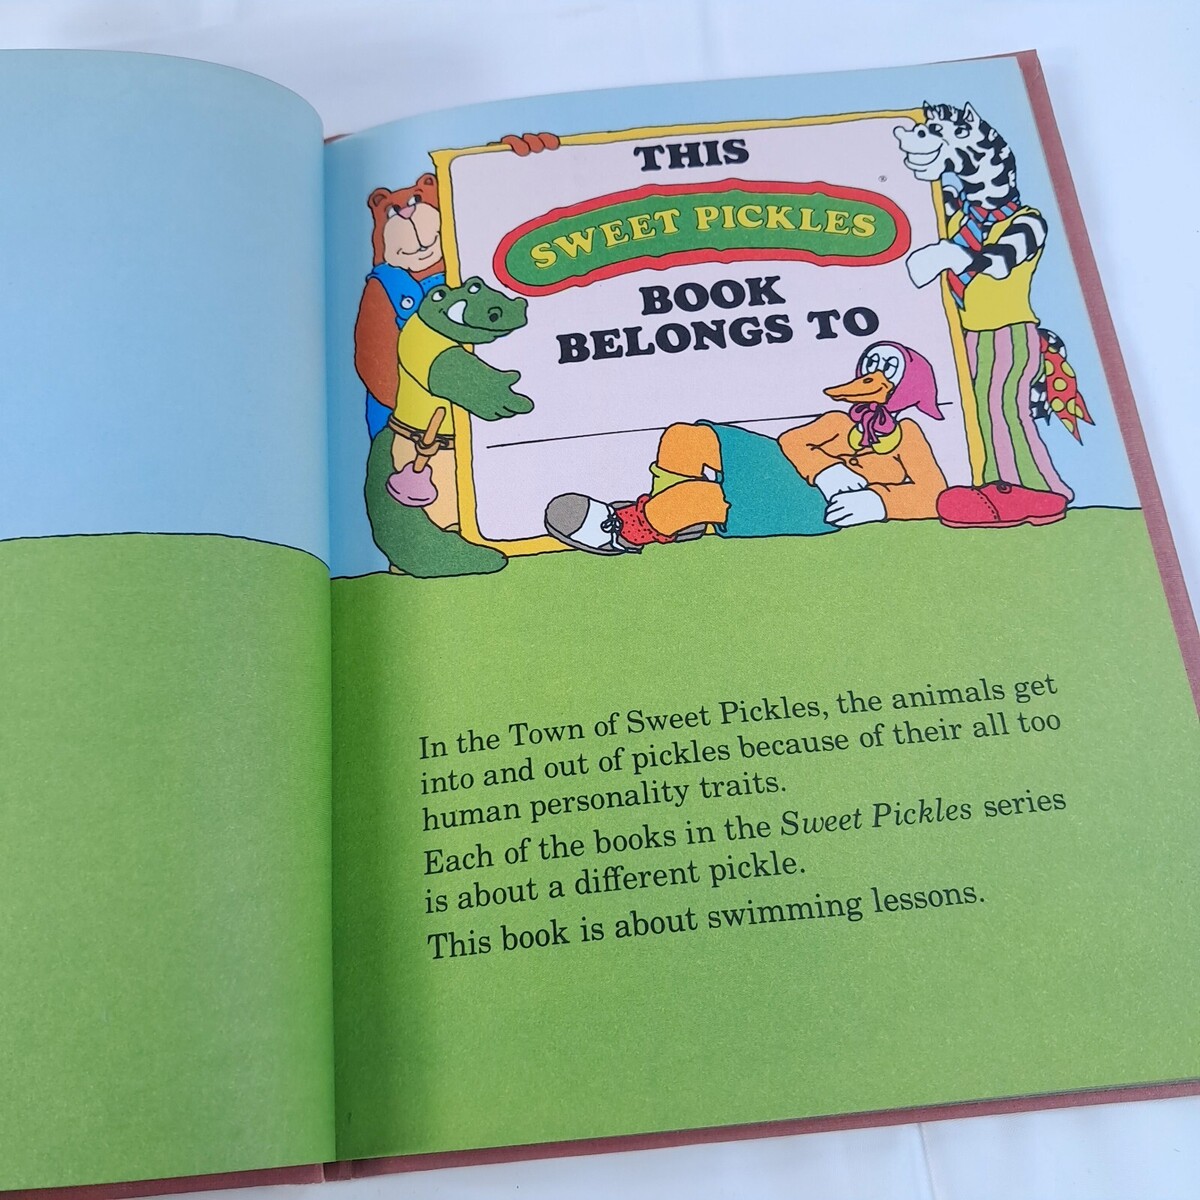 THIS
SWEET PICKLES®
BOOK
BELONGS TO
In the Town of Sweet Pickles, the animals get
into and out of pickles because of their all too
human personality traits.
Each of the books in the Sweet Pickles series
is about a different pickle.
This book is about swimming lessons.